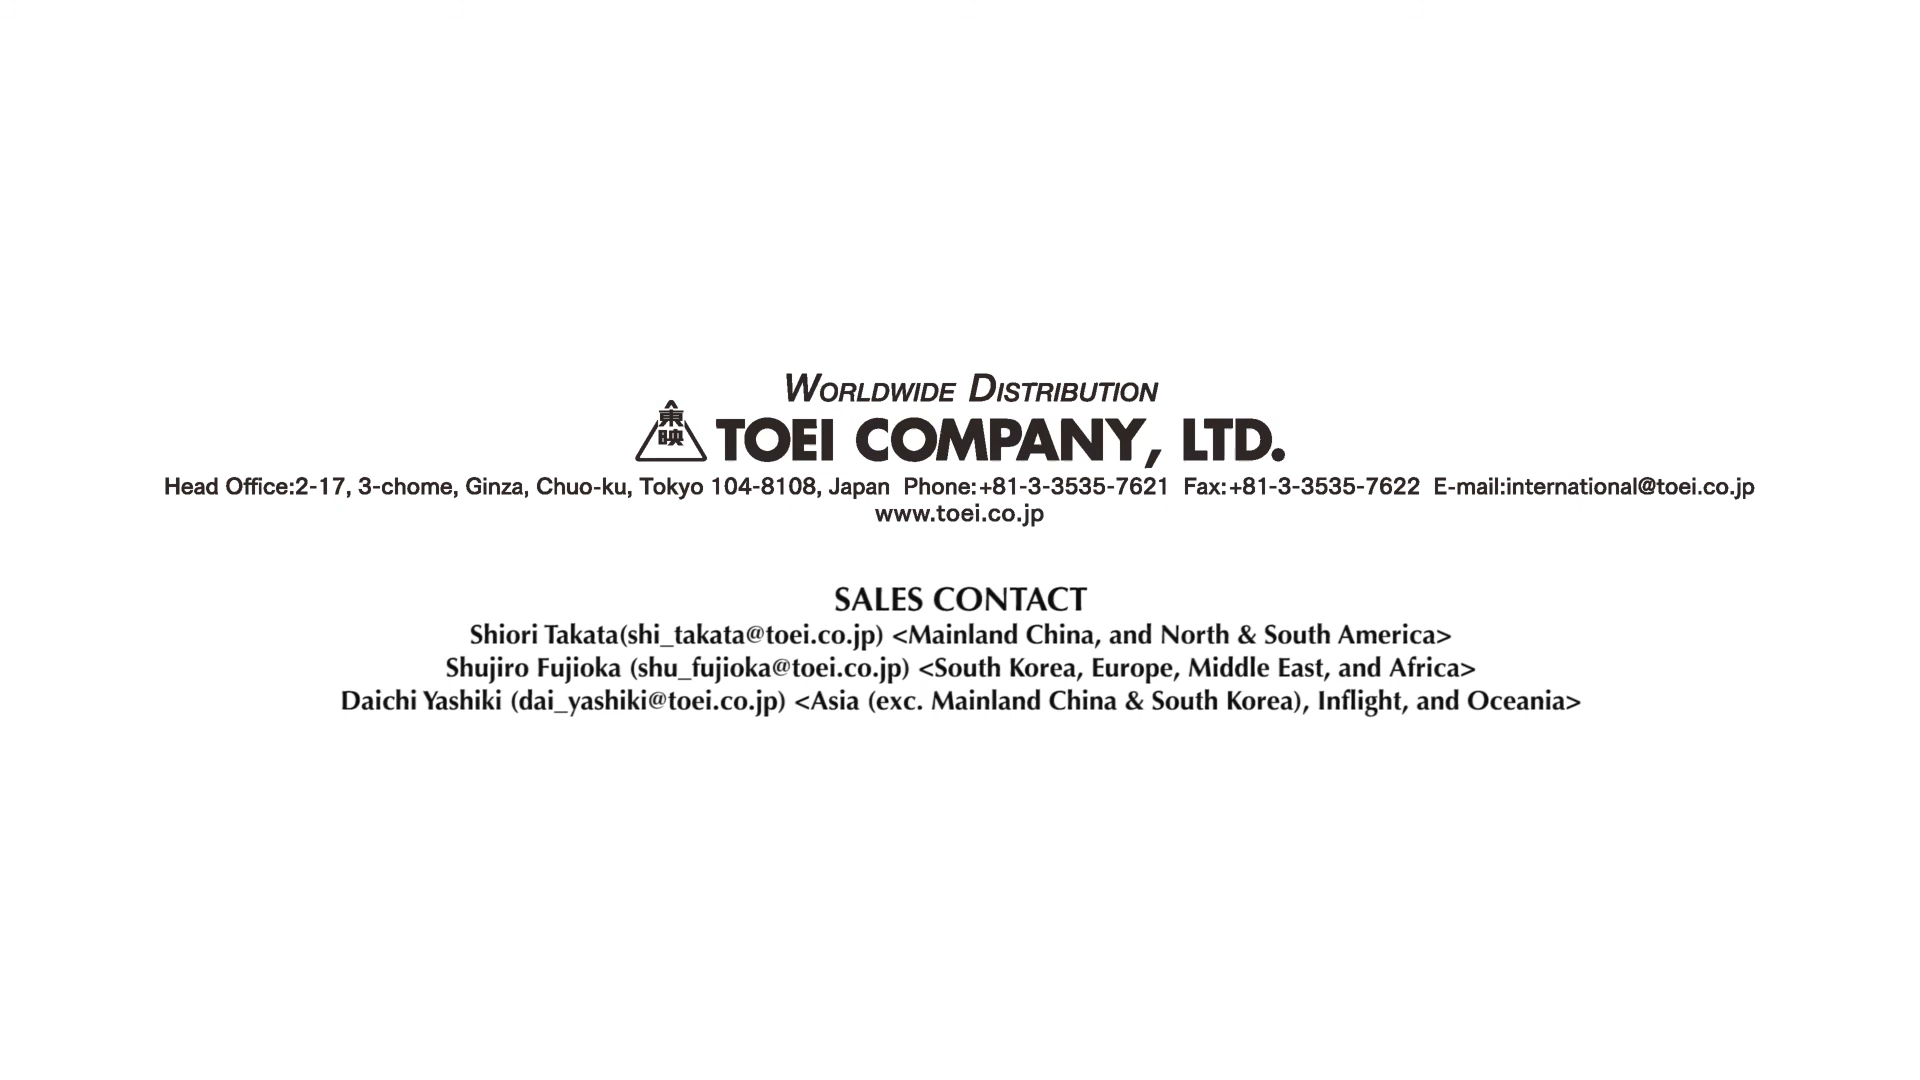 WORLDWIDE DISTRIBUTION
東映 TOEI COMPANY, LTD.
Head Office:2-17, 3-chome, Ginza, Chuo-ku, Tokyo 104-8108, Japan Phone:+81-3-3535-7621 Fax:+81-3-3535-7622 E-mail:international@toei.co.jp
www.toei.co.jp
SALES CONTACT
Shiori Takata(shi_takata@toei.co.jp) <Mainland China, and North & South America>
Shujiro Fujioka (shu_fujioka@toei.co.jp) <South Korea, Europe, Middle East, and Africa>
Daichi Yashiki (dai_yashiki@toei.co.jp) <Asia (exc. Mainland China & South Korea), Inflight, and Oceania>